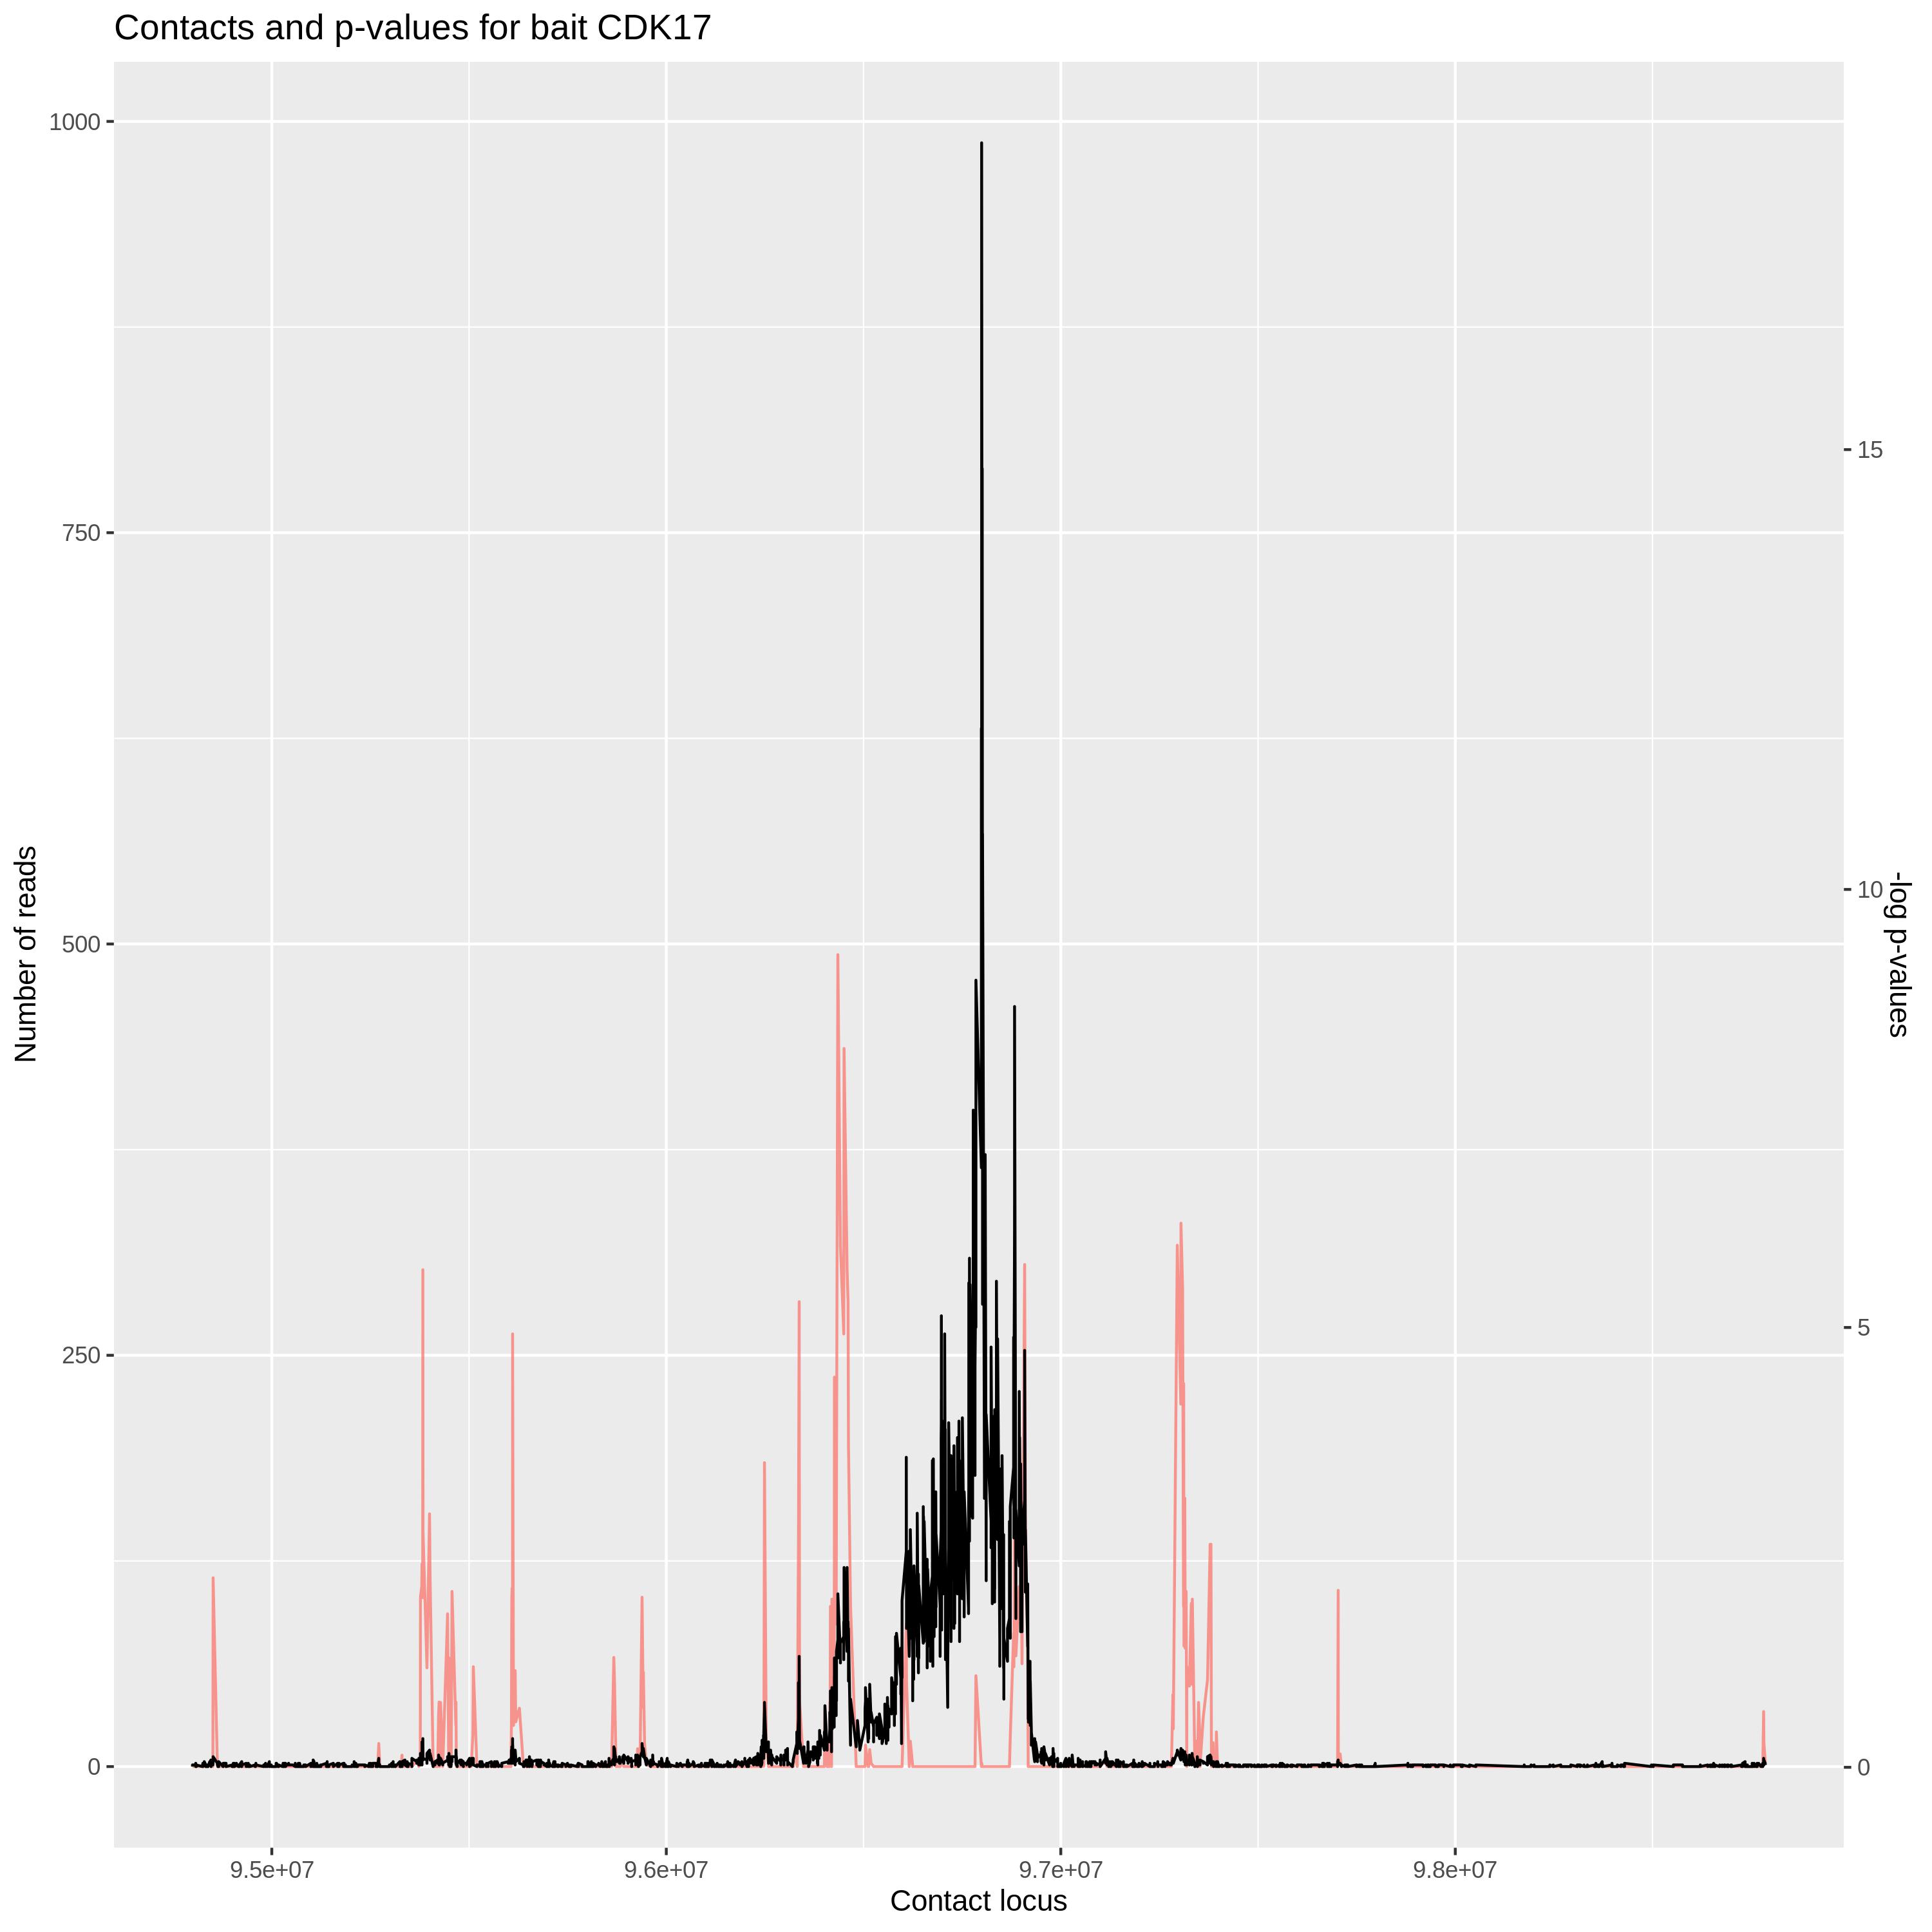 Contacts and p-values for bait CDK17
1000
750
500
250
0
Number of reads
15
10
5
0
-log p-values
9.5e+07
9.6e+07
9.7e+07
9.8e+07
Contact locus